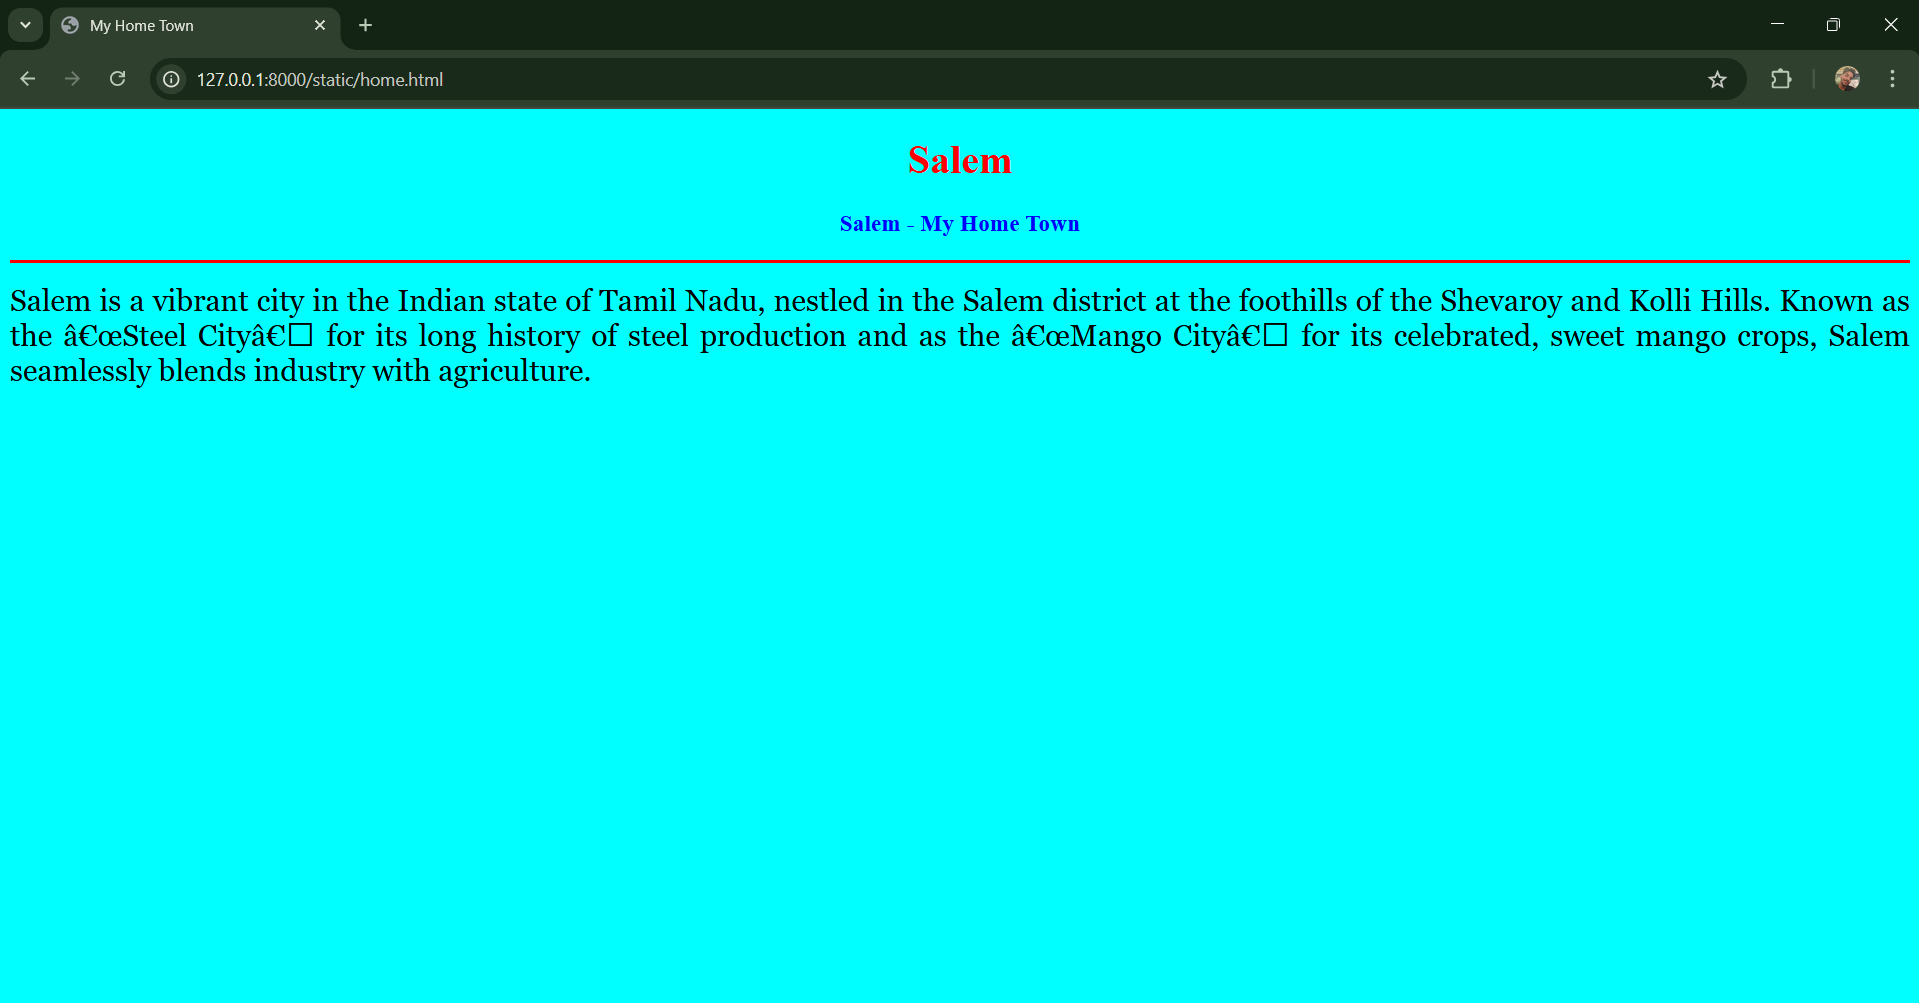 My Home Town
127.0.0.1:8000/static/home.html
Salem
Salem - My Home Town
Salem is a vibrant city in the Indian state of Tamil Nadu, nestled in the Salem district at the foothills of the Shevaroy and Kolli Hills. Known as
the â€œSteel Cityâ€□ for its long history of steel production and as the â€œMango Cityâ€□ for its celebrated, sweet mango crops, Salem
seamlessly blends industry with agriculture.